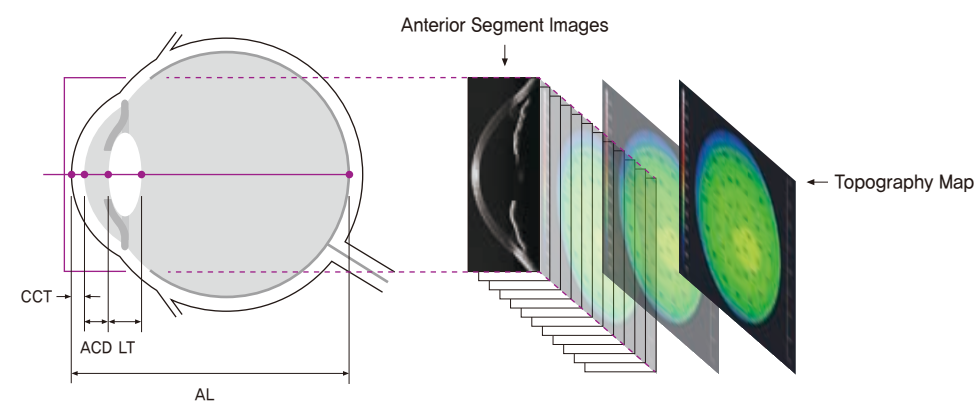 Anterior Segment Images
Topography Map
CCT
ACD LT
AL